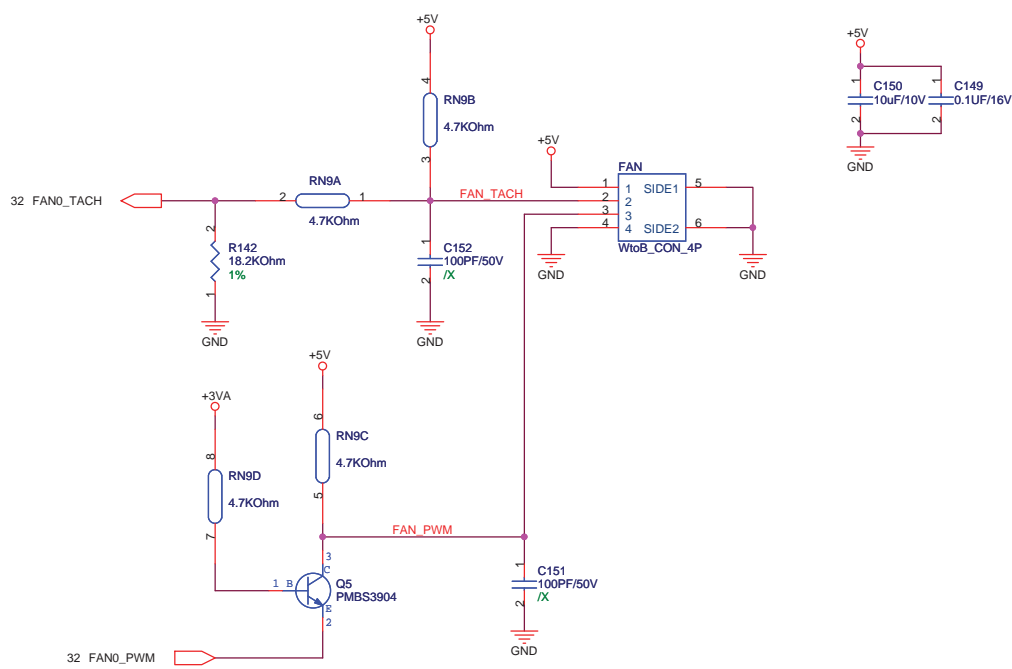 +5V
4
RN9B
4.7KOhm
3
+5V
C150
10uF/10V
1
2
C149
0.1UF/16V
1
2
GND
32 FAN0_TACH
2
RN9A
1
4.7KOhm
FAN_TACH
+5V
FAN
1
2
3
4
1
2
3
4
SIDE1
SIDE2
5
6
WtoB_CON_4P
GND
GND
2
R142
18.2KOhm
1%
1
GND
1
C152
100PF/50V
/X
2
GND
+5V
+3VA
6
RN9C
4.7KOhm
5
8
RN9D
4.7KOhm
7
FAN_PWM
3
C
1 B
Q5
PMBS3904
E
2
1
C151
100PF/50V
/X
2
GND
32 FAN0_PWM